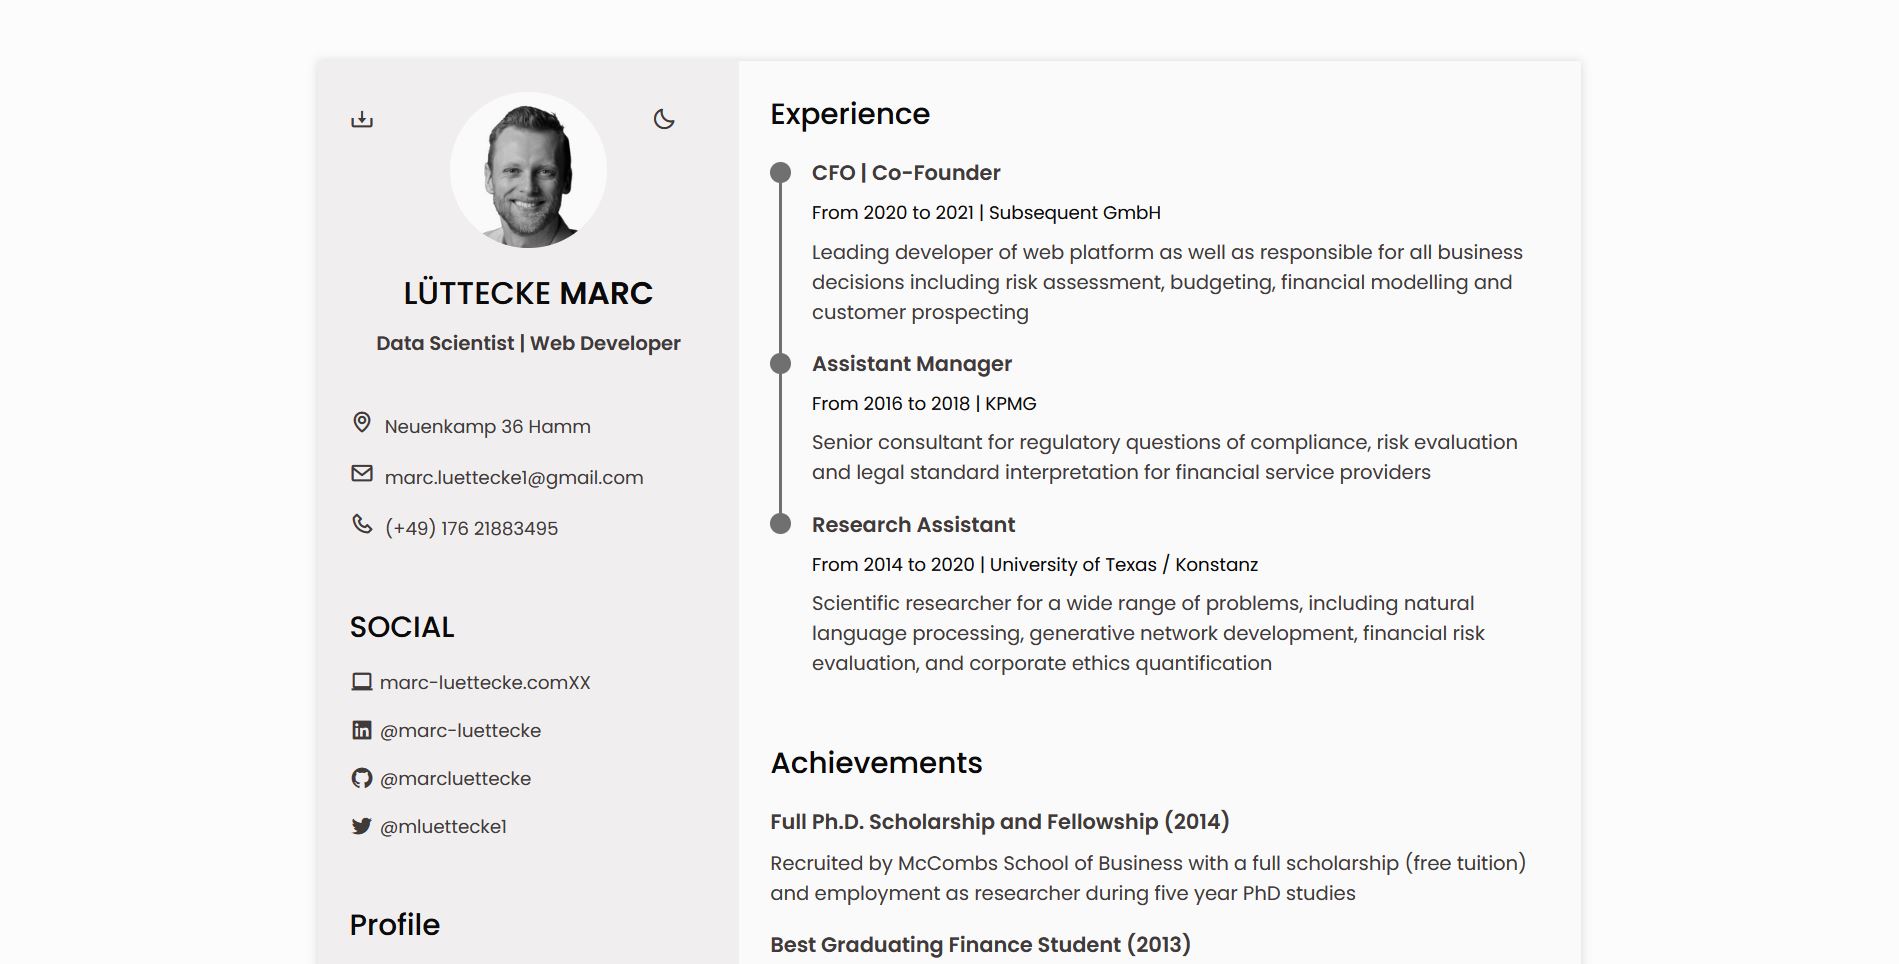 LÜTTECKE MARC
Data Scientist | Web Developer
Neuenkamp 36 Hamm
marc.luettecke1@gmail.com
(+49) 176 21883495
SOCIAL
marc-luettecke.comXX
@marc-luettecke
@marcluettecke
@mluettecke1
Profile
Experience
CFO | Co-Founder
From 2020 to 2021 | Subsequent GmbH
Leading developer of web platform as well as responsible for all business
decisions including risk assessment, budgeting, financial modelling and
customer prospecting
Assistant Manager
From 2016 to 2018 | KPMG
Senior consultant for regulatory questions of compliance, risk evaluation
and legal standard interpretation for financial service providers
Research Assistant
From 2014 to 2020 | University of Texas / Konstanz
Scientific researcher for a wide range of problems, including natural
language processing, generative network development, financial risk
evaluation, and corporate ethics quantification
Achievements
Full Ph.D. Scholarship and Fellowship (2014)
Recruited by McCombs School of Business with a full scholarship (free tuition)
and employment as researcher during five year PhD studies
Best Graduating Finance Student (2013)